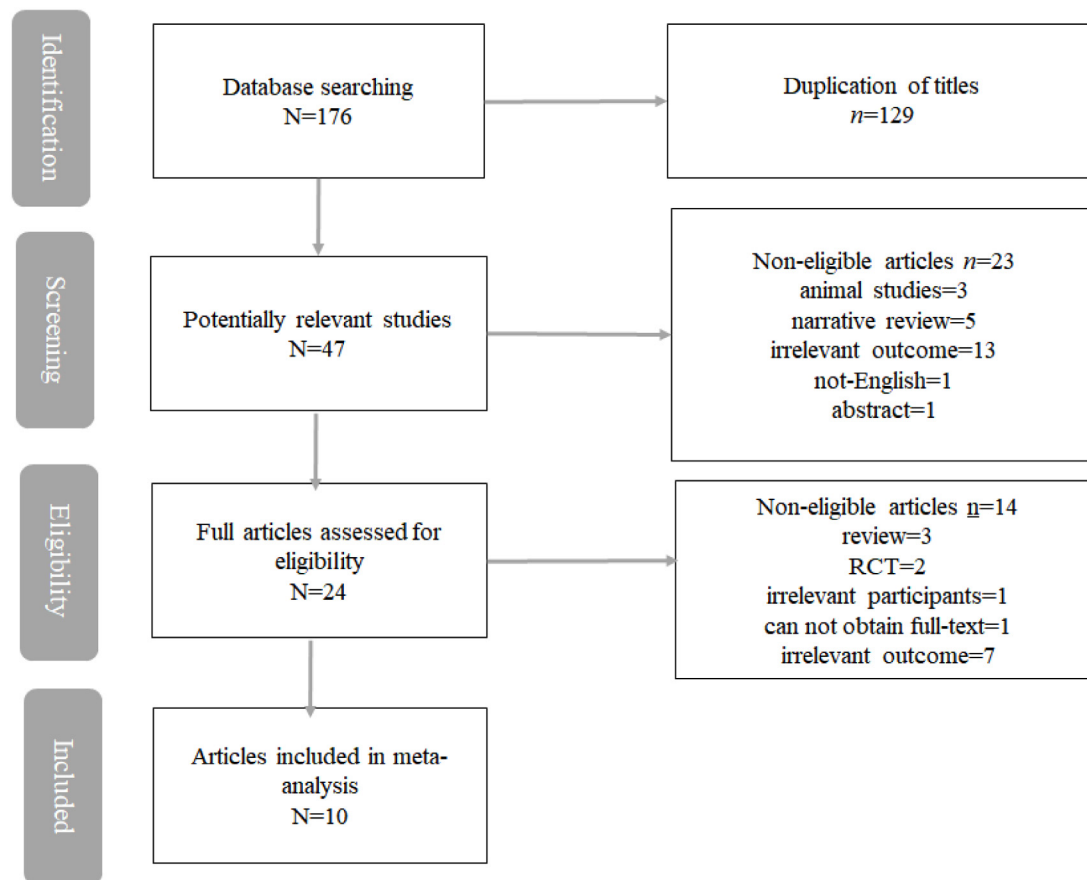 Identification
Database searching
N=176
Duplication of titles
n=129
Screening
Potentially relevant studies
N=47
Non-eligible articles n=23
animal studies=3
narrative review=5
irrelevant outcome=13
not-English=1
abstract=1
Eligibility
Full articles assessed for
eligibility
N=24
Non-eligible articles n=14
review=3
RCT=2
irrelevant participants=1
can not obtain full-text=1
irrelevant outcome=7
Included
Articles included in meta-
analysis
N=10